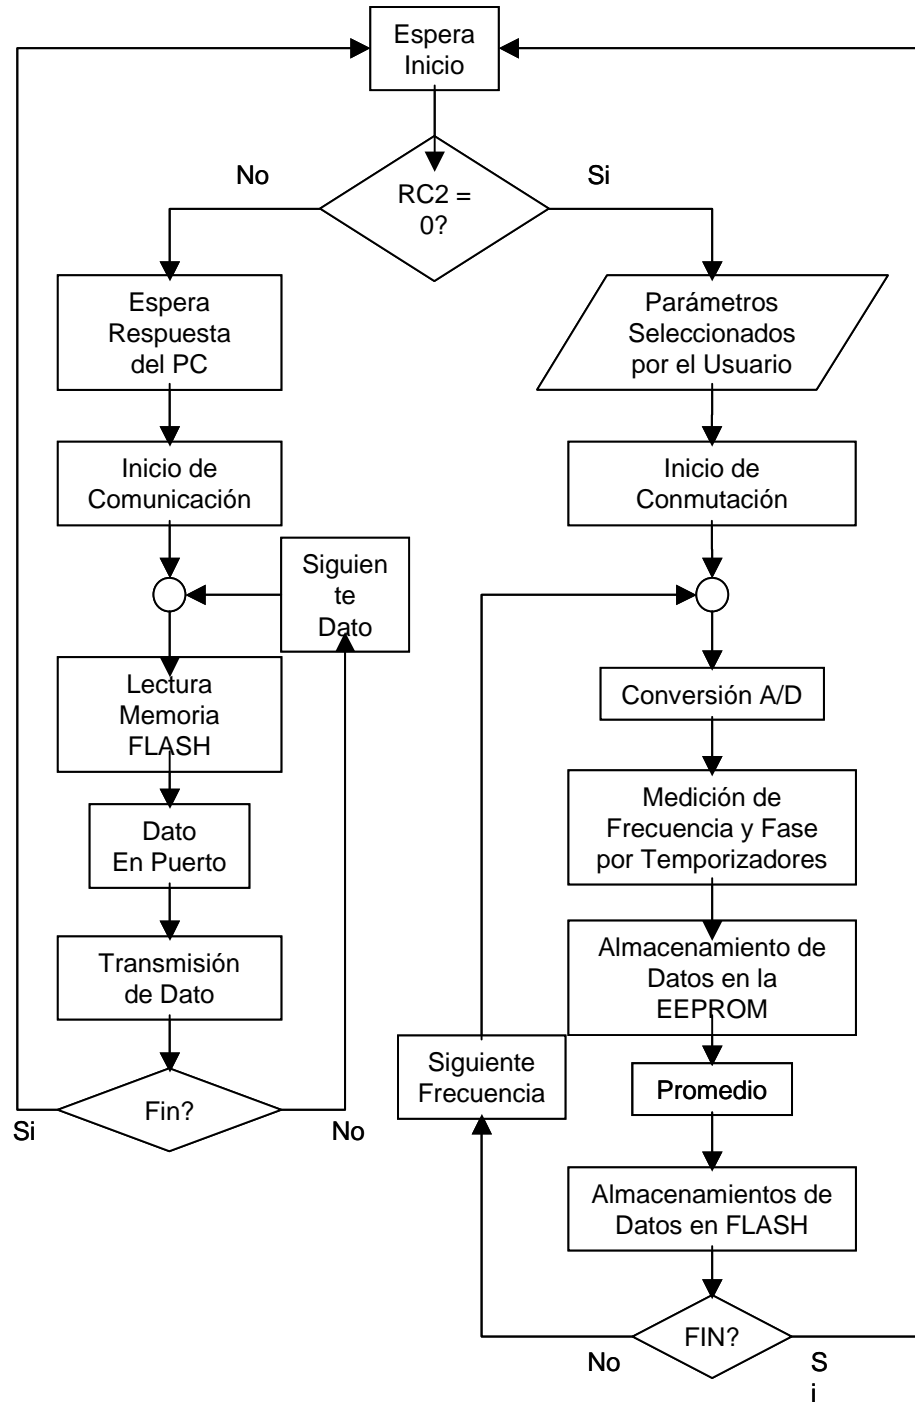 Espera
Inicio
No
Si
RC2 =
0?
Espera
Respuesta
del PC
Parámetros
Seleccionados
por el Usuario
Inicio de
Comunicación
Inicio de
Conmutación
Siguien
te
Dato
Lectura
Memoria
FLASH
Conversión A/D
Dato
En Puerto
Medición de
Frecuencia y Fase
por Temporizadores
Transmisión
de Dato
Almacenamiento de
Datos en la
EEPROM
Siguiente
Frecuencia
Promedio
Fin?
Si
No
Almacenamientos de
Datos en FLASH
FIN?
No
S
i